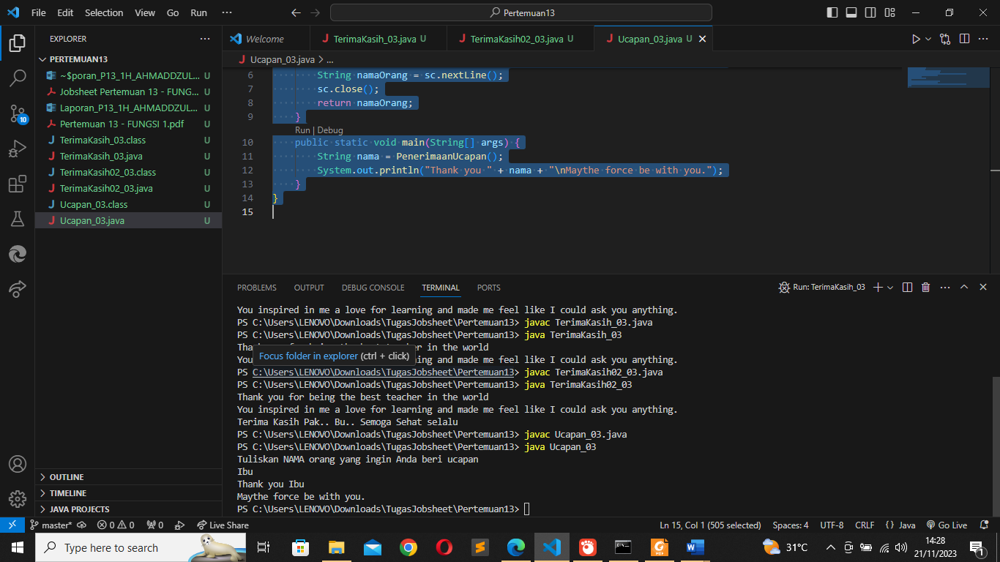 File Edit Selection View Go Run ··· Pertemuan13
EXPLORER ···
PERTEMUAN13
~$poran_P13_1H_AHMADDZUL... U
Jobsheet Pertemuan 13 - FUNG... U
Laporan_P13_1H_AHMADDZUL... U
Pertemuan 13 - FUNGSI 1.pdf U
TerimaKasih_03.class U
TerimaKasih_03.java U
TerimaKasih02_03.class U
TerimaKasih02_03.java U
Ucapan_03.class U
Ucapan_03.java U
10
OUTLINE
TIMELINE
JAVA PROJECTS
Welcome TerimaKasih_03.java U TerimaKasih02_03.java U Ucapan_03.java U
Ucapan_03.java > ...
6 String namaOrang = sc.nextLine();
7 sc.close();
8 return namaOrang;
9 }
Run | Debug
10 public static void main(String[] args) {
11 String nama = PenerimaanUcapan();
12 System.out.println("Thank you " + nama + "\nMaythe force be with you.");
13 }
14 }
15
PROBLEMS OUTPUT DEBUG CONSOLE TERMINAL PORTS Run: TerimaKasih_03
You inspired in me a love for learning and made me feel like I could ask you anything.
PS C:\Users\LENOVO\Downloads\TugasJobsheet\Pertemuan13> javac TerimaKasih_03.java
PS C:\Users\LENOVO\Downloads\TugasJobsheet\Pertemuan13> java TerimaKasih_03
in the world
Focus folder in explorer (ctrl + click)
and made me feel like I could ask you anything.
PS C:\Users\LENOVO\Downloads\TugasJobsheet\Pertemuan13> javac TerimaKasih02_03.java
PS C:\Users\LENOVO\Downloads\TugasJobsheet\Pertemuan13> java TerimaKasih02_03
Thank you for being the best teacher in the world
You inspired in me a love for learning and made me feel like I could ask you anything.
Terima Kasih Pak.. Bu.. Semoga Sehat selalu
PS C:\Users\LENOVO\Downloads\TugasJobsheet\Pertemuan13> javac Ucapan_03.java
PS C:\Users\LENOVO\Downloads\TugasJobsheet\Pertemuan13> java Ucapan_03
Tuliskan NAMA orang yang ingin Anda beri ucapan
Ibu
Thank you Ibu
Maythe force be with you.
PS C:\Users\LENOVO\Downloads\TugasJobsheet\Pertemuan13>
master* 0 0 0 Live Share Ln 15, Col 1 (505 selected) Spaces: 4 UTF-8 CRLF {} Java Go Live
Type here to search 31°C 14:28
21/11/2023
1